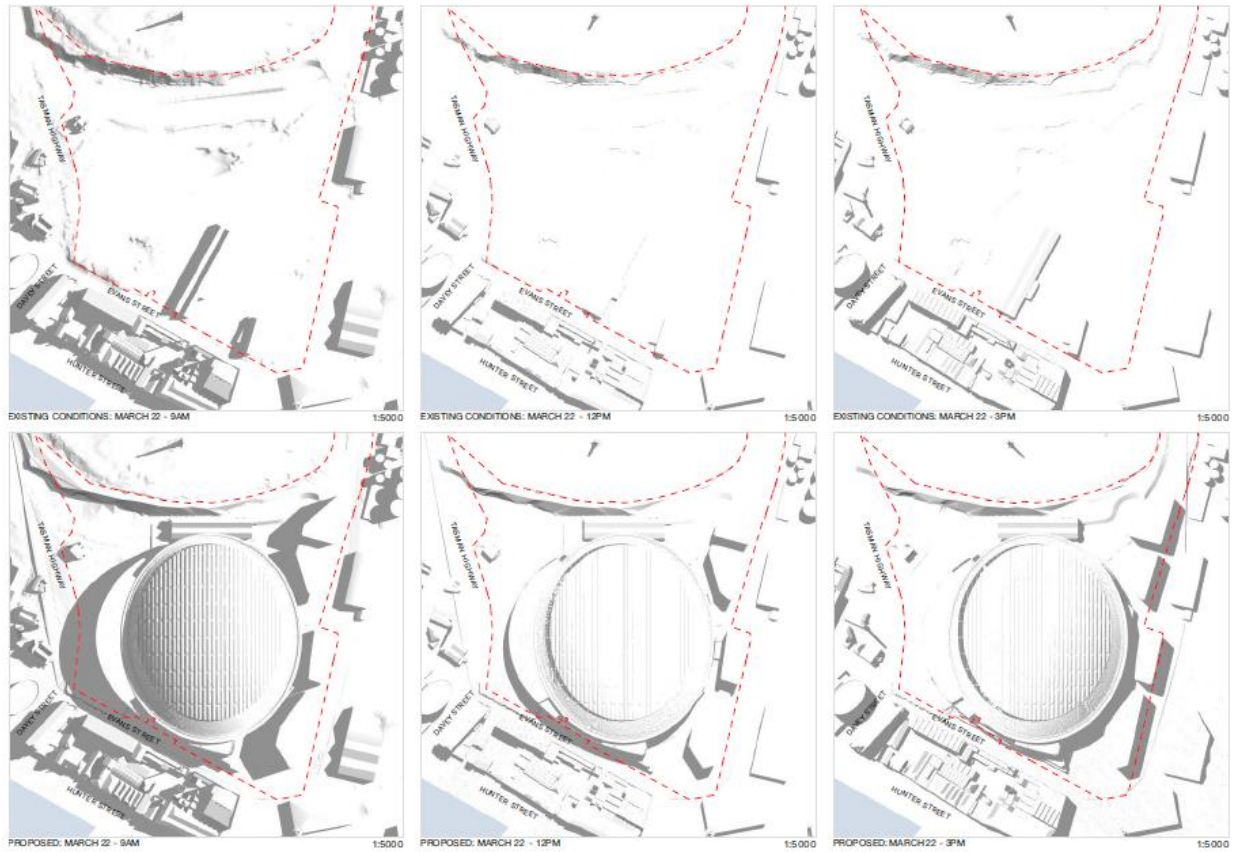 TASMAN HIGHWAY
DAVEY STREET
EVANS STREET
HUNTER STREET
EXISTING CONDITIONS: MARCH 22 - 9AM 1:5000
TASMAN HIGHWAY
DAVEY STREET
EVANS STREET
HUNTER STREET
EXISTING CONDITIONS: MARCH 22 - 12PM 1:5000
TASMAN HIGHWAY
DAVEY STREET
EVANS STREET
HUNTER STREET
EXISTING CONDITIONS: MARCH 22 - 3PM 1:5000
TASMAN HIGHWAY
DAVEY STREET
EVANS STREET
HUNTER STREET
PROPOSED: MARCH 22 - 9AM 1:5000
TASMAN HIGHWAY
DAVEY STREET
EVANS STREET
HUNTER STREET
PROPOSED: MARCH 22 - 12PM 1:5000
TASMAN HIGHWAY
DAVEY STREET
EVANS STREET
HUNTER STREET
PROPOSED: MARCH 22 - 3PM 1:5000